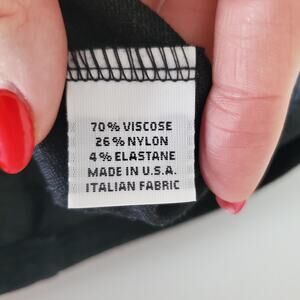 70% VISCOSE
26% NYLON
4% ELASTANE
MADE IN U.S.A.
ITALIAN FABRIC